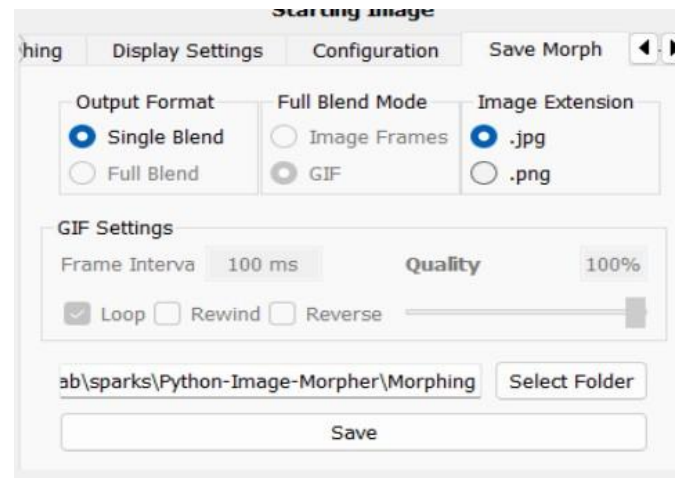 Starting Image
hing Display Settings Configuration Save Morph
Output Format Full Blend Mode Image Extension
Single Blend Image Frames .jpg
Full Blend GIF .png
GIF Settings
Frame Interva 100 ms Quality 100%
Loop Rewind Reverse
ab\sparks\Python-Image-Morpher\Morphing Select Folder
Save